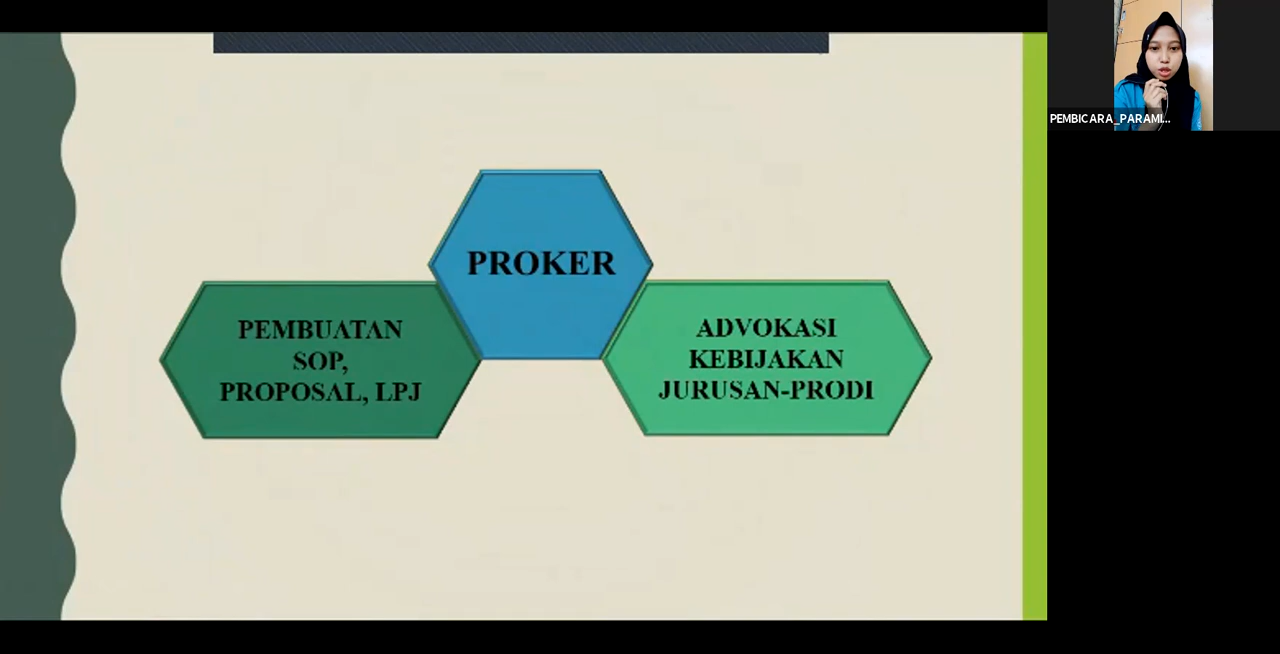 PROKER
PEMBUATAN
SOP,
PROPOSAL, LPJ
ADVOKASI
KEBIJAKAN
JURUSAN-PRODI
PEMBICARA_PARAMI...